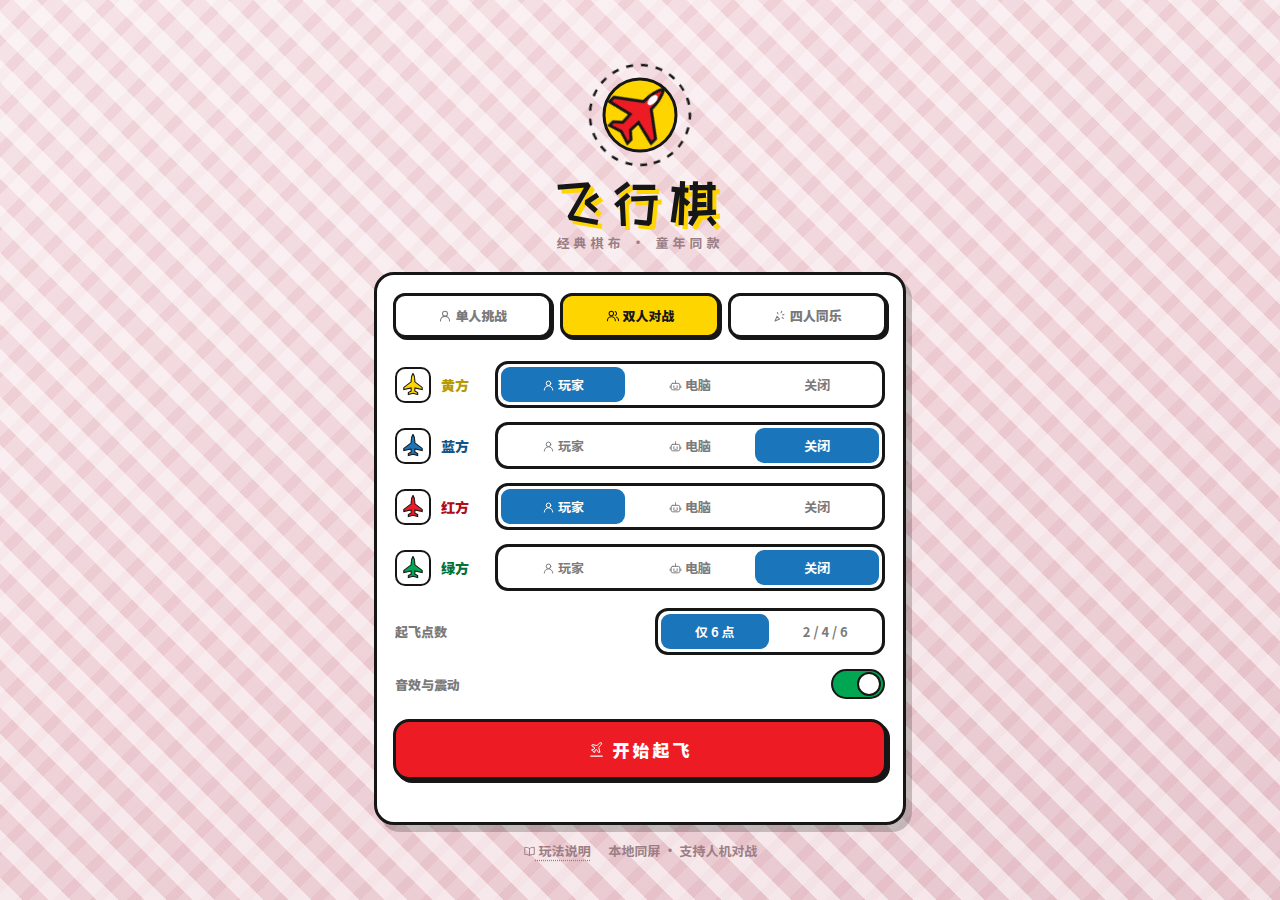 飞行棋
经典棋布 • 童年同款
单人挑战 双人对战 四人同乐
黄方 玩家 电脑 关闭
蓝方 玩家 电脑 关闭
红方 玩家 电脑 关闭
绿方 玩家 电脑 关闭
起飞点数 仅 6 点 2 / 4 / 6
音效与震动
开始起飞
玩法说明 本地同屏 • 支持人机对战